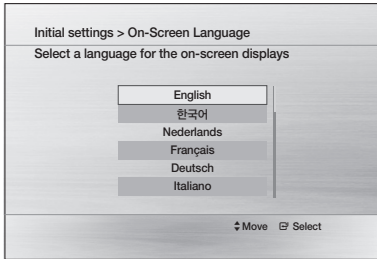 Initial settings > On-Screen Language
Select a language for the on-screen displays
English
한국어
Nederlands
Français
Deutsch
Italiano
Move Select